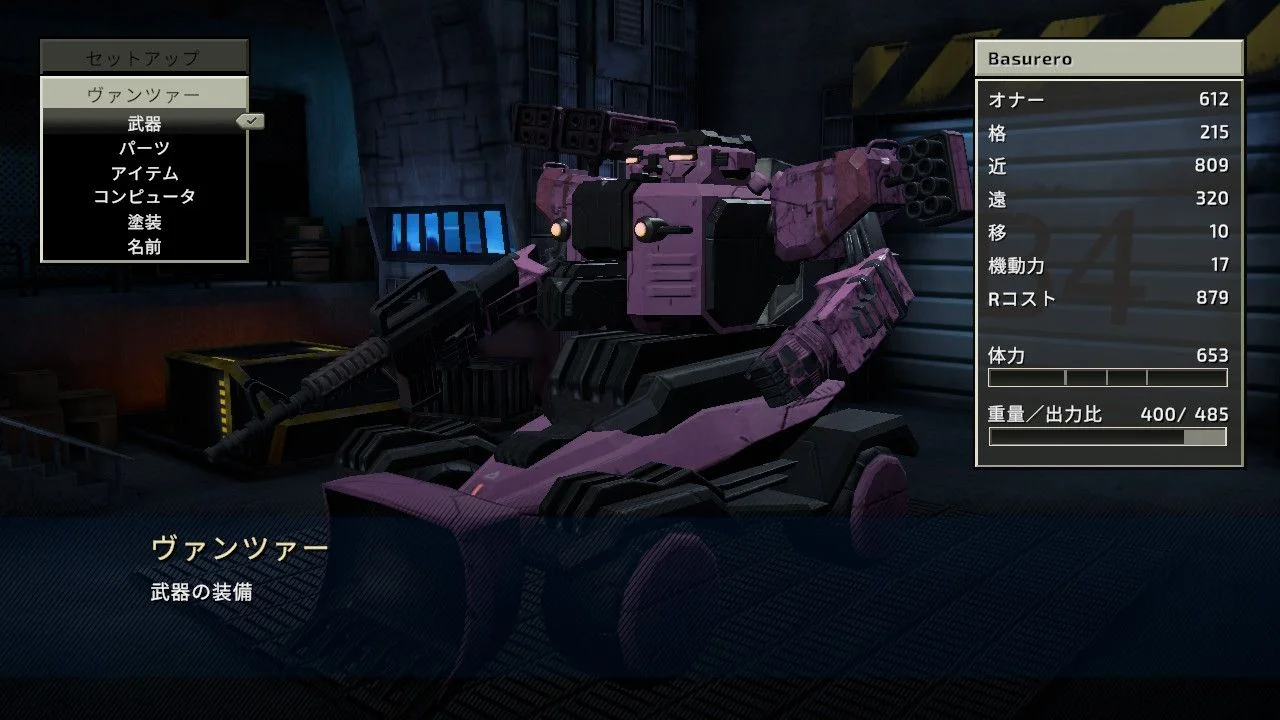 セットアップ
ヴァンツァー
武器
パーツ
アイテム
コンピュータ
塗装
名前
Basurero
オナー 612
格 215
近 809
遠 320
移 10
機動力 17
Rコスト 879
体力 653
重量／出力比 400/ 485
04
ヴァンツァー
武器の装備